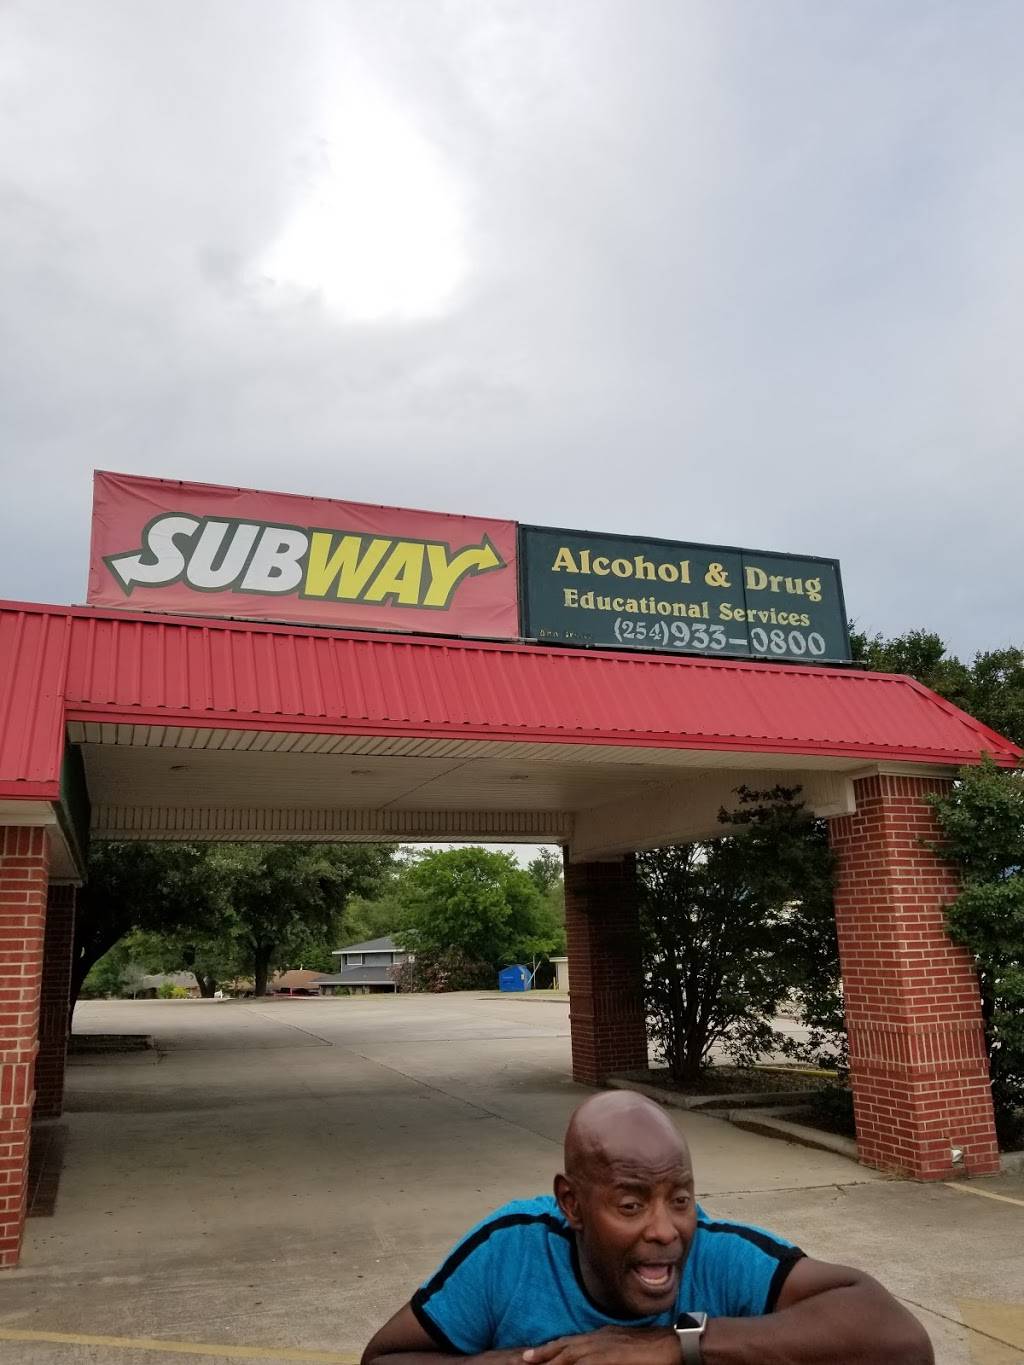 SUBWAY
Alcohol & Drug
Educational Services
(254)933-0800